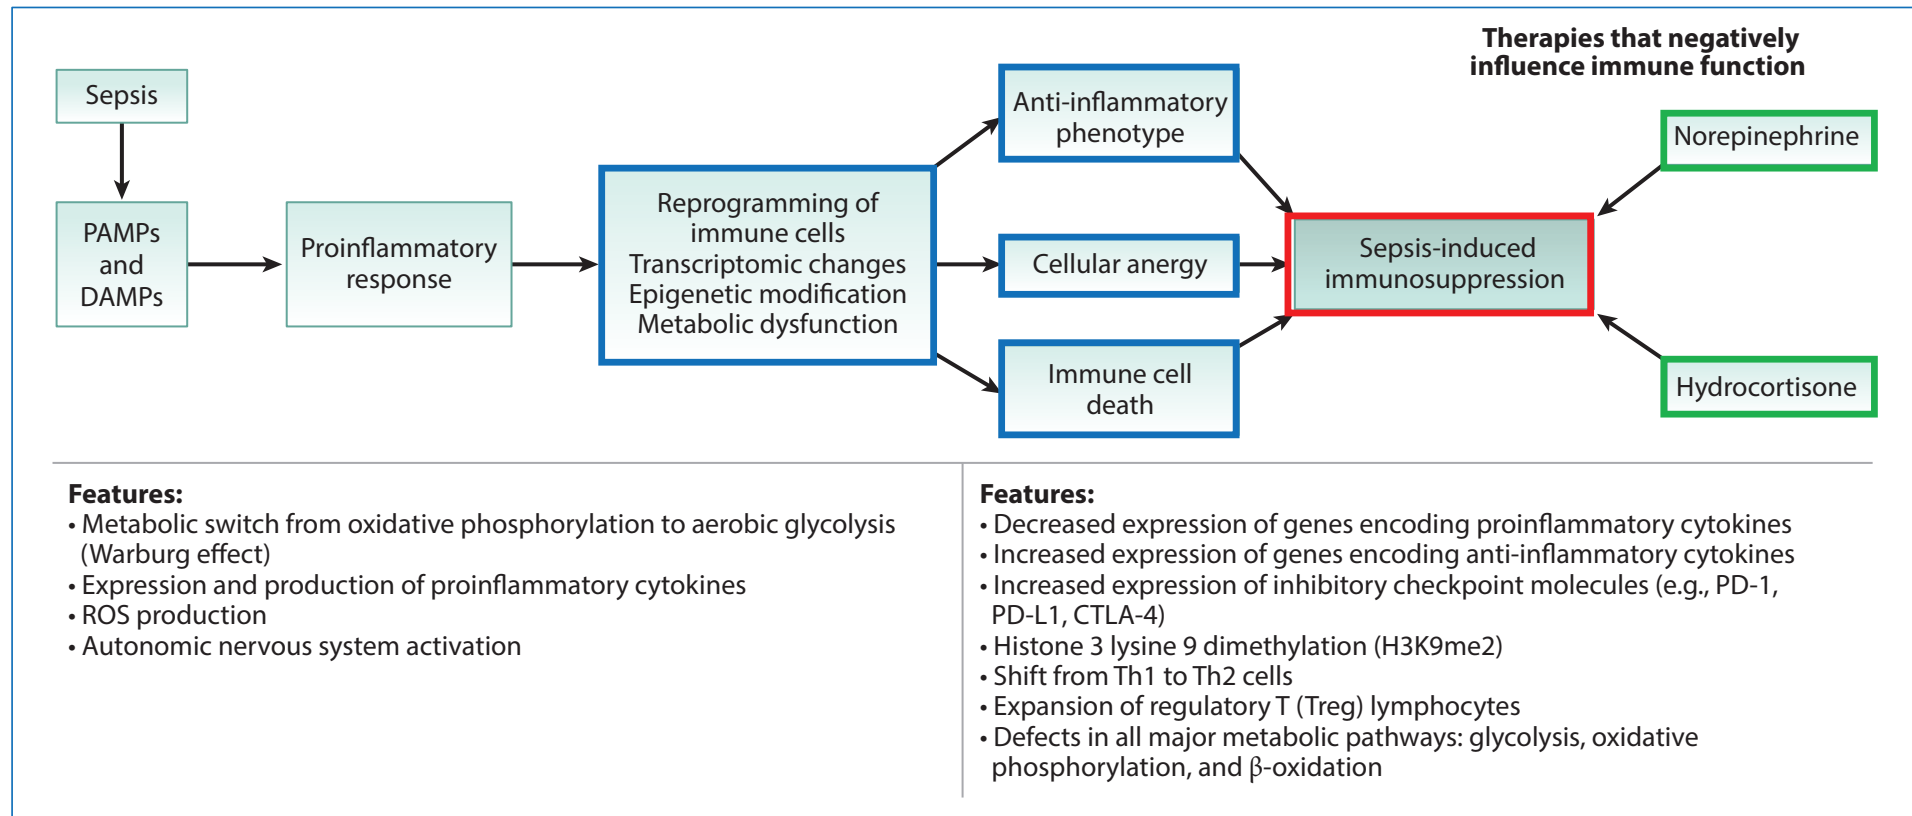 Therapies that negatively
influence immune function
Sepsis
PAMPs
and
DAMPs
Proinflammatory
response
Reprogramming of
immune cells
Transcriptomic changes
Epigenetic modification
Metabolic dysfunction
Anti-inflammatory
phenotype
Cellular anergy
Immune cell
death
Sepsis-induced
immunosuppression
Norepinephrine
Hydrocortisone
Features:
• Metabolic switch from oxidative phosphorylation to aerobic glycolysis
(Warburg effect)
• Expression and production of proinflammatory cytokines
• ROS production
• Autonomic nervous system activation
Features:
• Decreased expression of genes encoding proinflammatory cytokines
• Increased expression of genes encoding anti-inflammatory cytokines
• Increased expression of inhibitory checkpoint molecules (e.g., PD-1,
PD-L1, CTLA-4)
• Histone 3 lysine 9 dimethylation (H3K9me2)
• Shift from Th1 to Th2 cells
• Expansion of regulatory T (Treg) lymphocytes
• Defects in all major metabolic pathways: glycolysis, oxidative
phosphorylation, and β-oxidation